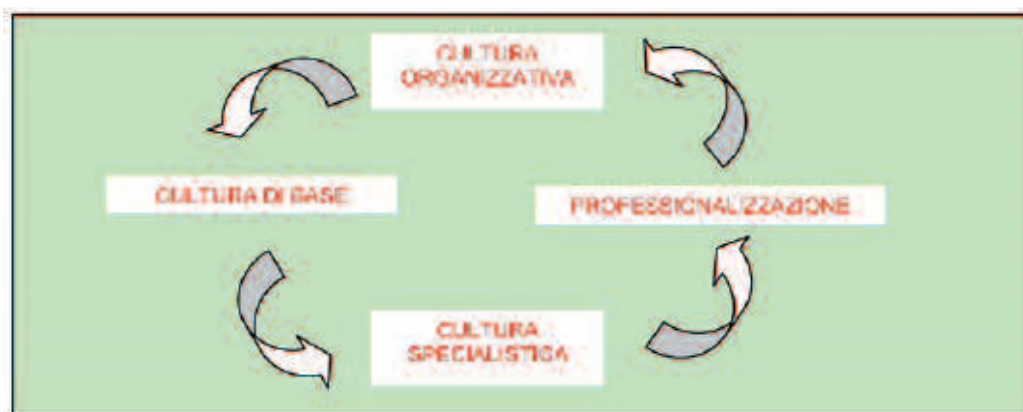 CULTURA
ORGANIZZATIVA
CULTURA DI BASE
PROFESSIONALIZZAZIONE
CULTURA
SPECIALISTICA